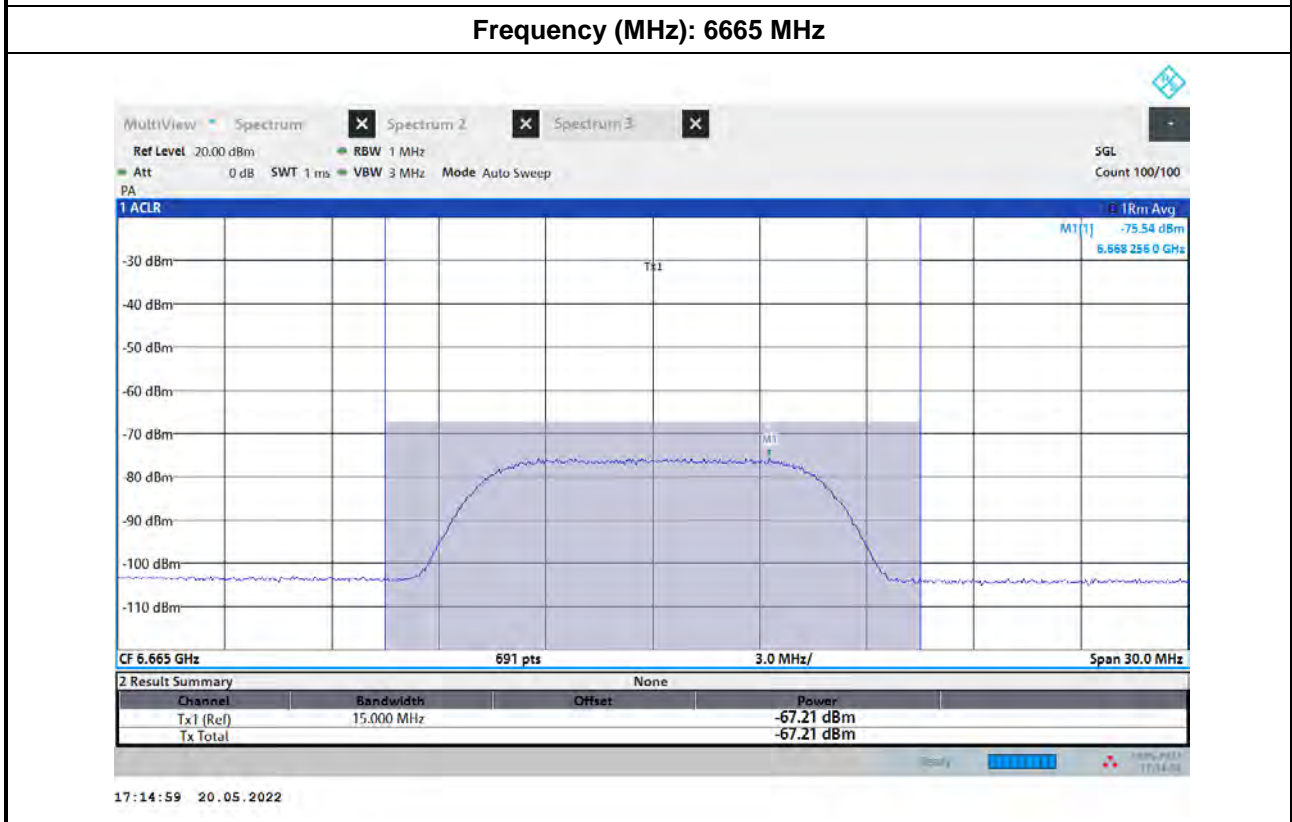 Frequency (MHz): 6665 MHz
MultiView Spectrum Spectrum 2 Spectrum 3
Ref Level 20.00 dBm RBW 1 MHz SGL
Att 0 dB SWT 1 ms VBW 3 MHz Mode Auto Sweep Count 100/100
PA
1 ACLR 1Rm Avg
M1[1] -75.54 dBm
6.668 256 0 GHz
-30 dBm
Tx1
-40 dBm
-50 dBm
-60 dBm
-70 dBm
M1
-80 dBm
-90 dBm
-100 dBm
-110 dBm
CF 6.665 GHz 691 pts 3.0 MHz/ Span 30.0 MHz
2 Result Summary None
Channel Bandwidth Offset Power
Tx1 (Ref) 15.000 MHz -67.21 dBm
Tx Total -67.21 dBm
Ready
17:14:59 20.05.2022